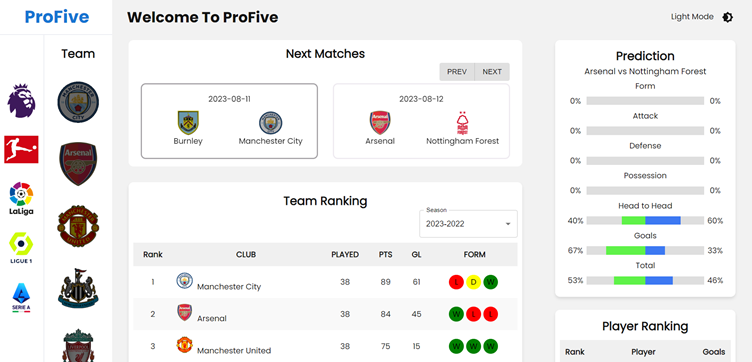 ProFive
Welcome To ProFive
Light Mode
Team
Next Matches
PREV NEXT
2023-08-11
Burnley Manchester City
2023-08-12
Arsenal Nottingham Forest
Team Ranking
Season
2023-2022
Rank CLUB PLAYED PTS GL FORM
1 Manchester City 38 89 61 L D W
2 Arsenal 38 84 45 W L L
3 Manchester United 38 75 15 W W W
Prediction
Arsenal vs Nottingham Forest
Form
0% 0%
Attack
0% 0%
Defense
0% 0%
Possession
0% 0%
Head to Head
40% 60%
Goals
67% 33%
Total
53% 46%
Player Ranking
Rank Player Goals
LaLiga
LIGUE 1
SERIE A
Arsenal